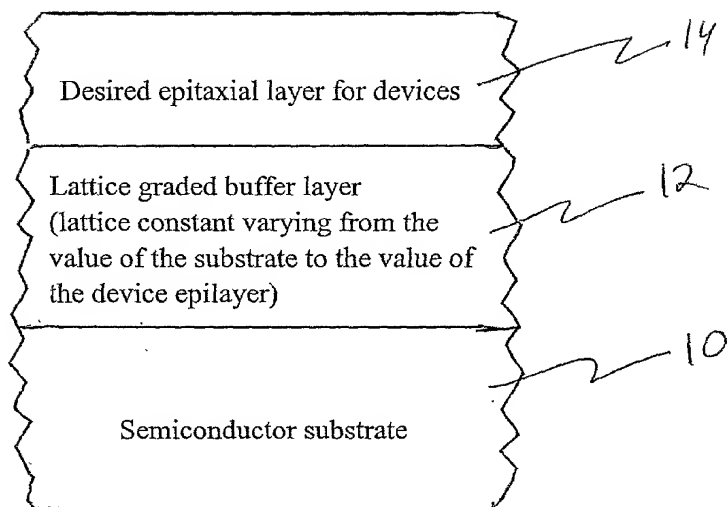 14
Desired epitaxial layer for devices
12
Lattice graded buffer layer
(lattice constant varying from the
value of the substrate to the value of
the device epilayer)
10
Semiconductor substrate